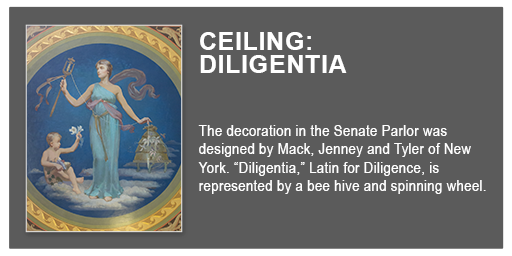 CEILING:
DILIGENTIA
The decoration in the Senate Parlor was
designed by Mack, Jenney and Tyler of New
York. “Diligentia,” Latin for Diligence, is
represented by a bee hive and spinning wheel.